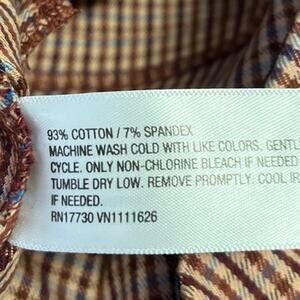 93% COTTON / 7% SPANDEX
MACHINE WASH COLD WITH LIKE COLORS. GENTL
CYCLE. ONLY NON-CHLORINE BLEACH IF NEEDED.
TUMBLE DRY LOW. REMOVE PROMPTLY. COOL IR
IF NEEDED.
RN17730 VN1111626